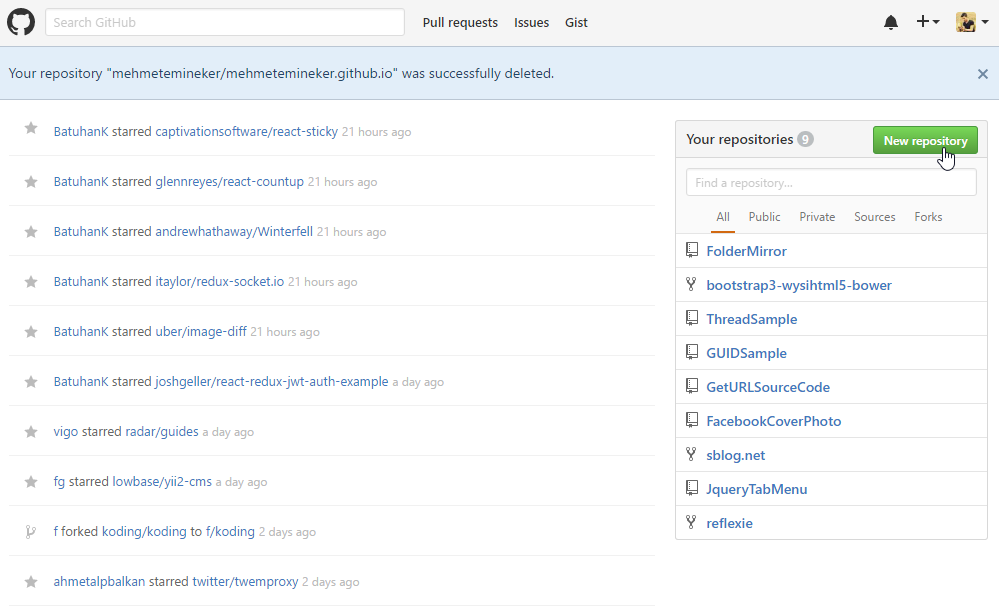 Search GitHub
Pull requests Issues Gist
Your repository "mehmetemineker/mehmetemineker.github.io" was successfully deleted.
BatuhanK starred captivationsoftware/react-sticky 21 hours ago
BatuhanK starred glennreyes/react-countup 21 hours ago
BatuhanK starred andrewhathaway/Winterfell 21 hours ago
BatuhanK starred itaylor/redux-socket.io 21 hours ago
BatuhanK starred uber/image-diff 21 hours ago
BatuhanK starred joshgeller/react-redux-jwt-auth-example a day ago
vigo starred radar/guides a day ago
fg starred lowbase/yii2-cms a day ago
f forked koding/koding to f/koding 2 days ago
ahmetalpbalkan starred twitter/twemproxy 2 days ago
Your repositories 9
New repository
Find a repository...
All Public Private Sources Forks
FolderMirror
bootstrap3-wysihtml5-bower
ThreadSample
GUIDSample
GetURLSourceCode
FacebookCoverPhoto
sblog.net
JqueryTabMenu
reflexie